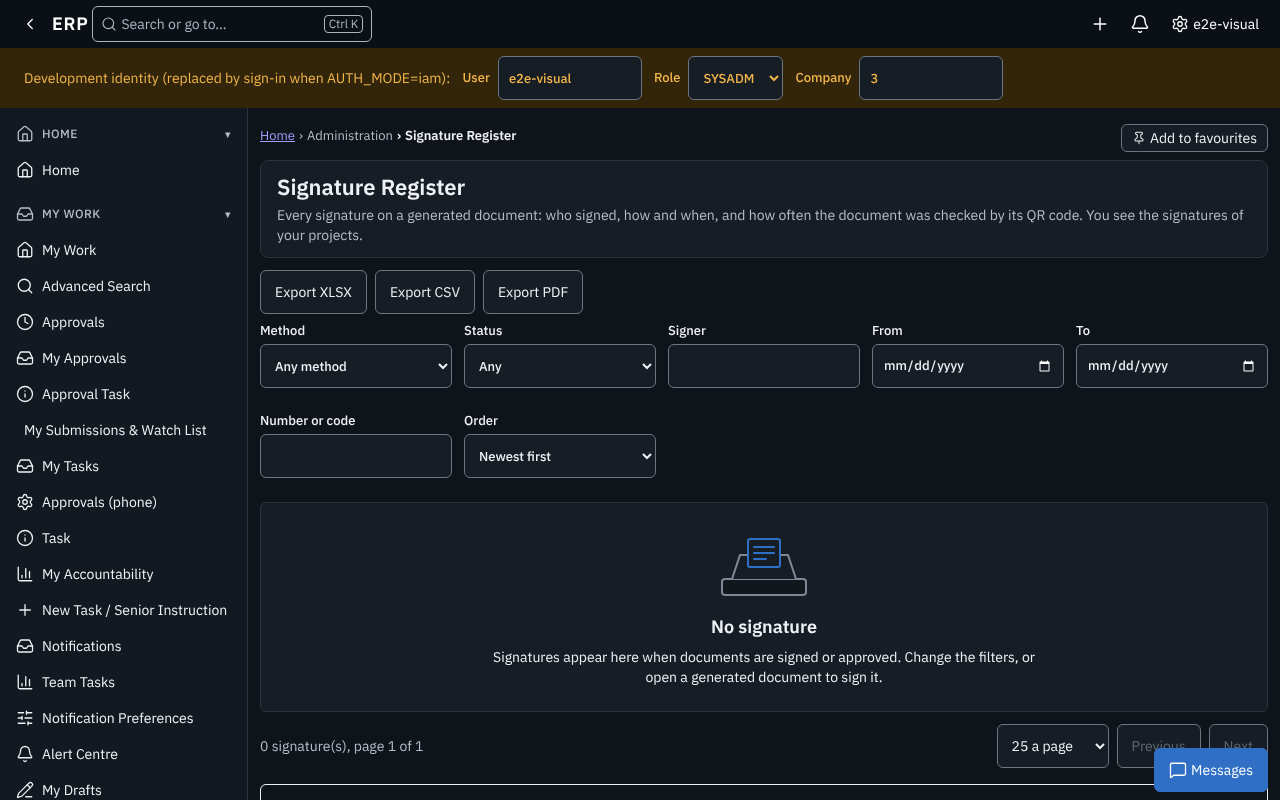 ERP
Search or go to...
Ctrl K
e2e-visual
Development identity (replaced by sign-in when AUTH_MODE=iam):
User
e2e-visual
Role
SYSADM
Company
3
HOME
Home
MY WORK
My Work
Advanced Search
Approvals
My Approvals
Approval Task
My Submissions & Watch List
My Tasks
Approvals (phone)
Task
My Accountability
New Task / Senior Instruction
Notifications
Team Tasks
Notification Preferences
Alert Centre
My Drafts
Home › Administration › Signature Register
Add to favourites
Signature Register
Every signature on a generated document: who signed, how and when, and how often the document was checked by its QR code. You see the signatures of
your projects.
Export XLSX
Export CSV
Export PDF
Method
Status
Signer
From
To
Any method
Any
mm/dd/yyyy
mm/dd/yyyy
Number or code
Order
Newest first
No signature
Signatures appear here when documents are signed or approved. Change the filters, or
open a generated document to sign it.
0 signature(s), page 1 of 1
25 a page
Previous
Next
Messages